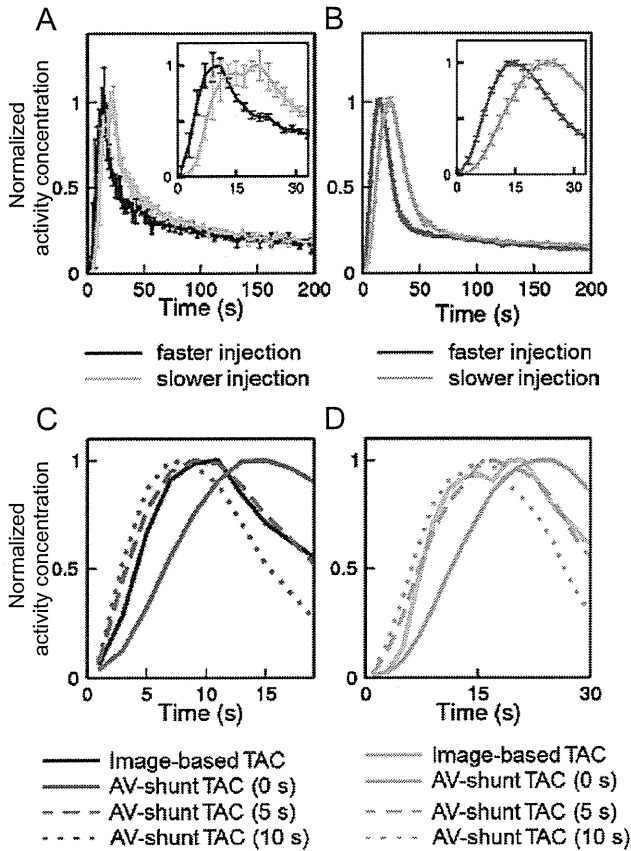 A
B
Normalized
activity concentration
1
0.5
0
0 50 100 150 200
Time (s)
1
0
0 15 30
1
0.5
0
0 50 100 150 200
Time (s)
1
0
0 15 30
faster injection
slower injection
faster injection
slower injection
C
D
Normalized
activity concentration
1
0.5
0
0 5 10 15
Time (s)
1
0.5
0
0 15 30
Time (s)
Image-based TAC
AV-shunt TAC (0 s)
AV-shunt TAC (5 s)
AV-shunt TAC (10 s)
Image-based TAC
AV-shunt TAC (0 s)
AV-shunt TAC (5 s)
AV-shunt TAC (10 s)